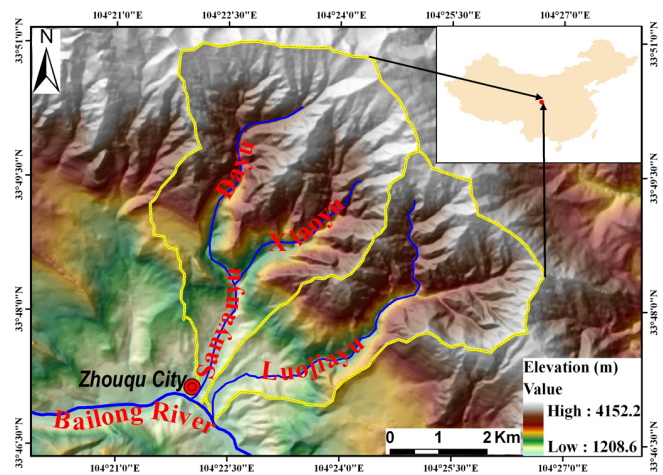 104°21'0"E 104°22'30"E 104°24'0"E 104°25'30"E 104°27'0"E
33°51'0"N 33°51'0"N
N
33°49'30"N 33°49'30"N
33°48'0"N 33°48'0"N
33°46'30"N 33°46'30"N
Dayu
Xiaoyu
Sanyanyu
Luojiayu
Zhouqu City
Bailong River
Elevation (m)
Value
High : 4152.2
Low : 1208.6
0 1 2 Km
104°21'0"E 104°22'30"E 104°24'0"E 104°25'30"E 104°27'0"E